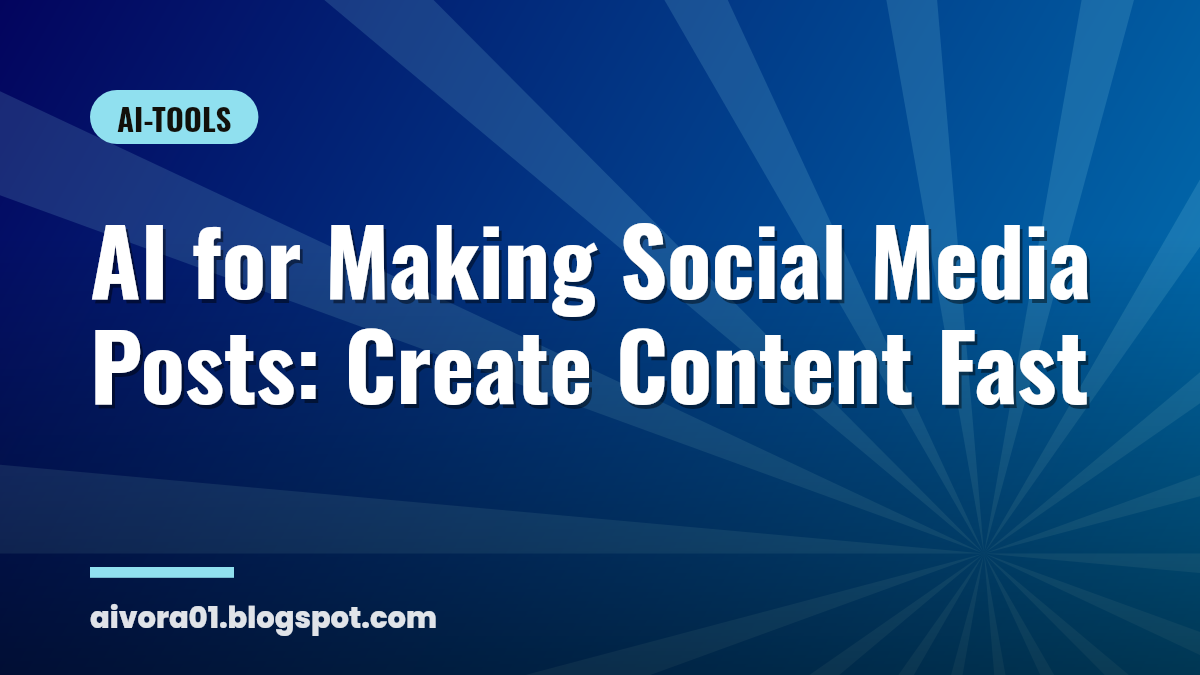 AI-TOOLS
AI for Making Social Media
Posts: Create Content Fast
aivora01.blogspot.com